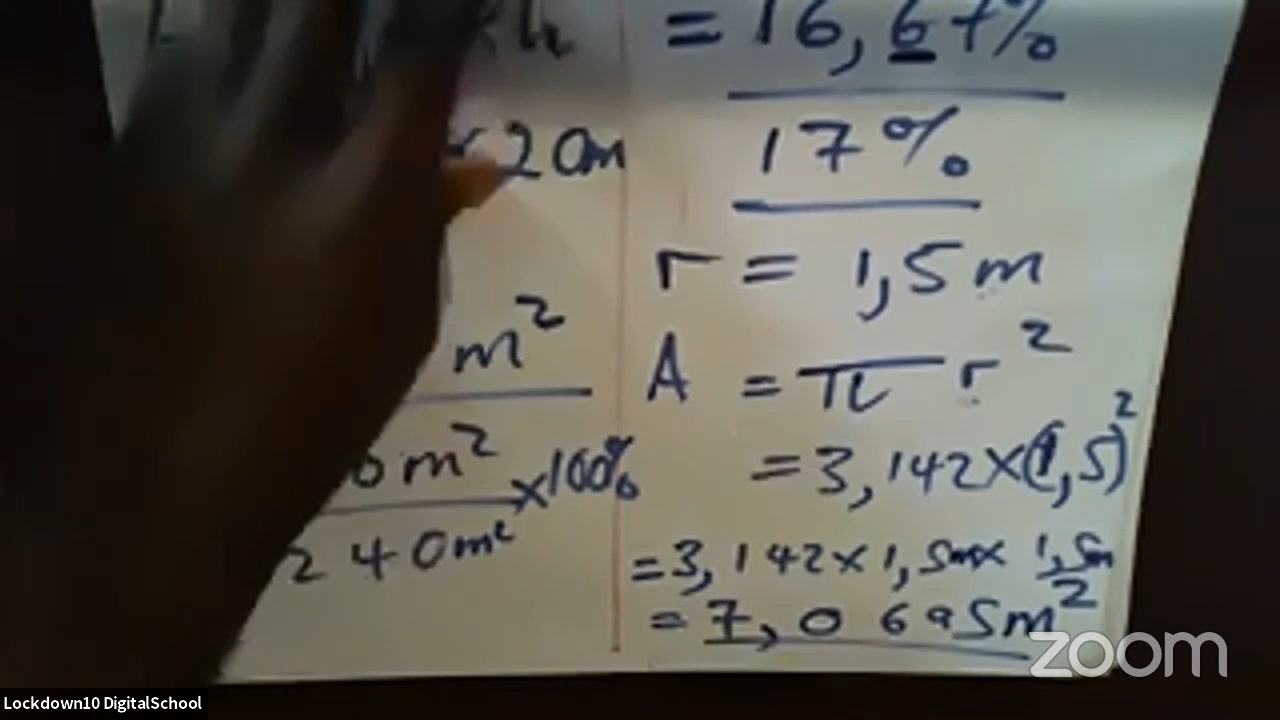 × 20m
m²
0m² × 100%
240m²
= 16,67%
17%
r = 1,5m
A = π r²
= 3,142×(1,5)²
= 3,142×1,5m× 1,5m
= 7,0695m²
zoom
Lockdown10 DigitalSchool